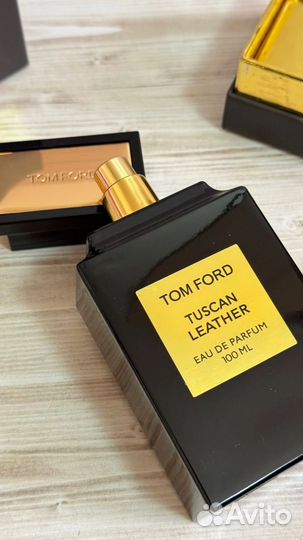 TOM FORD
TOM FORD
TUSCAN
LEATHER
EAU DE PARFUM
100 ML
Avito